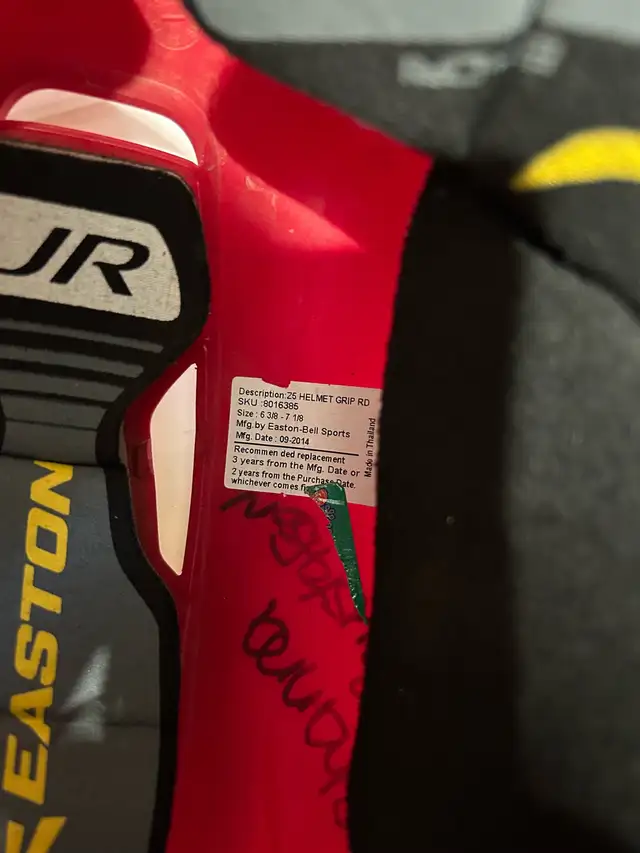 JR
Description:Z5 HELMET GRIP RD
SKU :8016385
Size : 6 3/8 - 7 1/8
Mfg.by Easton-Bell Sports
Mfg. Date : 09-2014
Recommen ded replacement
3 years from the Mfg. Date or
2 years from the Purchase Date.
whichever comes
Made in Thailand
EASTON